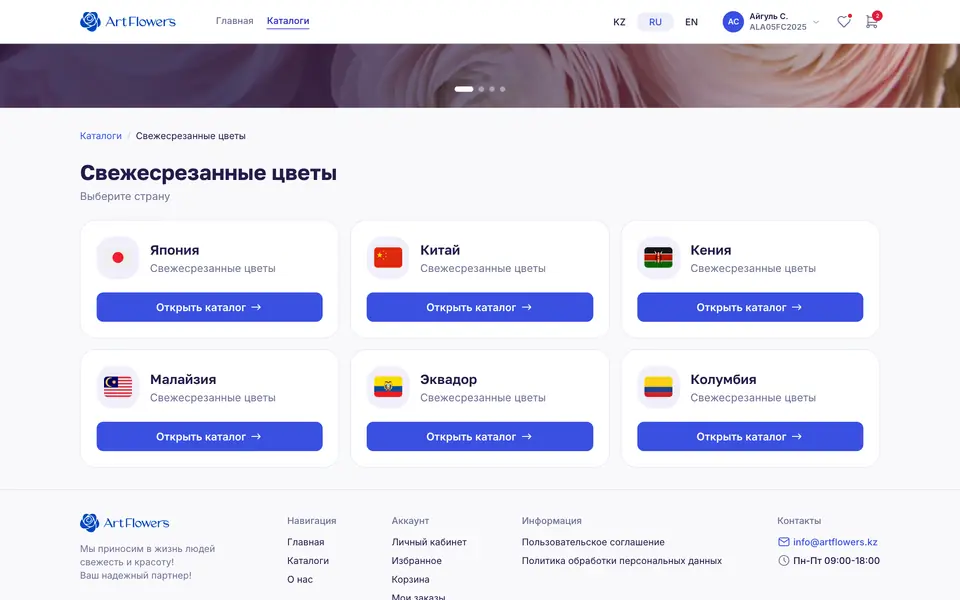 ArtFlowers
Главная
Каталоги
KZ
RU
EN
АС
Айгуль С.
ALA05FC2025
2
Каталоги / Свежесрезанные цветы
Свежесрезанные цветы
Выберите страну
Япония
Свежесрезанные цветы
Открыть каталог →
Китай
Свежесрезанные цветы
Открыть каталог →
Кения
Свежесрезанные цветы
Открыть каталог →
Малайзия
Свежесрезанные цветы
Открыть каталог →
Эквадор
Свежесрезанные цветы
Открыть каталог →
Колумбия
Свежесрезанные цветы
Открыть каталог →
ArtFlowers
Мы приносим в жизнь людей
свежесть и красоту!
Ваш надежный партнер!
Навигация
Главная
Каталоги
О нас
Аккаунт
Личный кабинет
Избранное
Корзина
Мои заказы
Информация
Пользовательское соглашение
Политика обработки персональных данных
Контакты
info@artflowers.kz
Пн-Пт 09:00-18:00